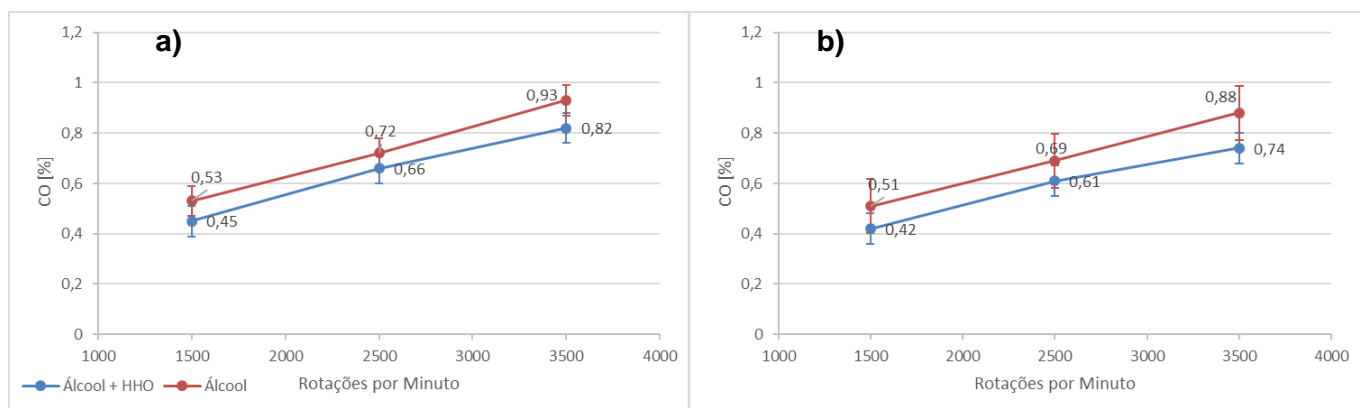 a)
1,2
1
0,8
0,6
0,4
0,2
0
CO [%]
0,53
0,72
0,93
0,45
0,66
0,82
1000 1500 2000 2500 3000 3500 4000
Rotações por Minuto
Álcool + HHO Álcool
b)
1,2
1
0,8
0,6
0,4
0,2
0
CO [%]
0,51
0,69
0,88
0,42
0,61
0,74
1000 1500 2000 2500 3000 3500 4000
Rotações por Minuto